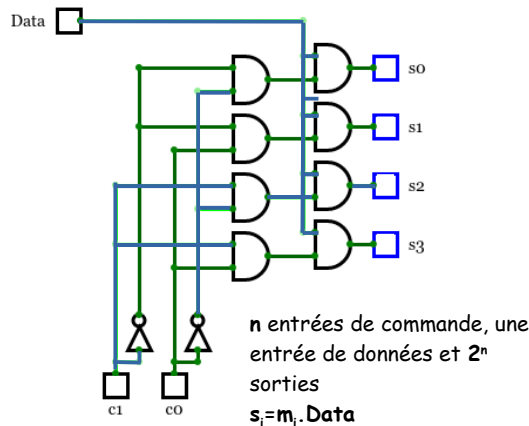 Data
s0
s1
s2
s3
n entrées de commande, une
entrée de données et 2ⁿ
sorties
sᵢ=mᵢ.Data
c1
c0